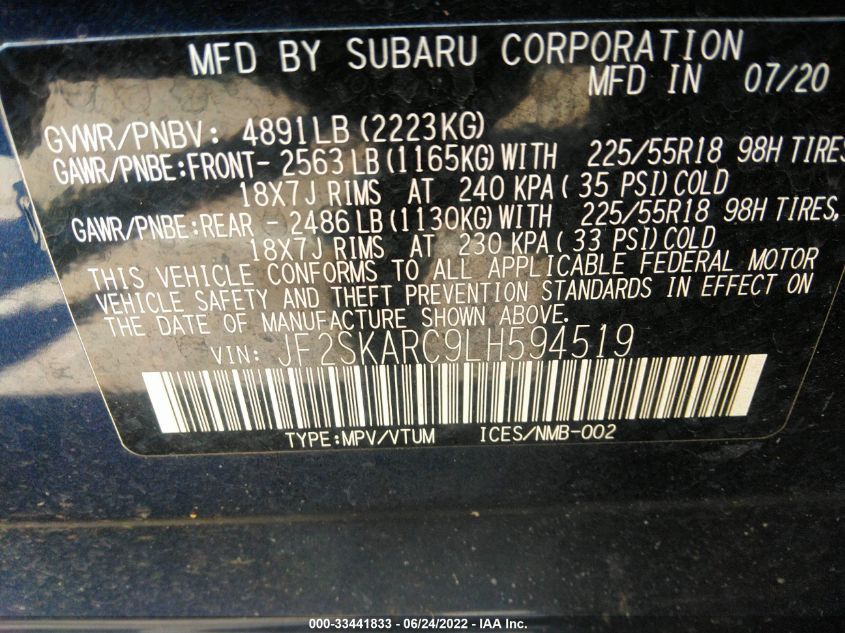 MFD BY SUBARU CORPORATION
MFD IN 07/20
GVWR/PNBV: 4891LB (2223KG)
GAWR/PNBE:FRONT- 2563 LB (1165KG) WITH 225/55R18 98H TIRES
18X7J RIMS AT 240 KPA ( 35 PSI) COLD
GAWR/PNBE:REAR - 2486 LB (1130KG) WITH 225/55R18 98H TIRES,
18X7J RIMS AT 230 KPA ( 33 PSI) COLD
THIS VEHICLE CONFORMS TO ALL APPLICABLE FEDERAL MOTOR
VEHICLE SAFETY AND THEFT PREVENTION STANDARDS IN EFFECT ON
THE DATE OF MANUFACTURE SHOWN ABOVE.
VIN: JF2SKARC9LH594519
TYPE:MPV/VTUM ICES/NMB-002
000-33441833 - 06/24/2022 - IAA Inc.